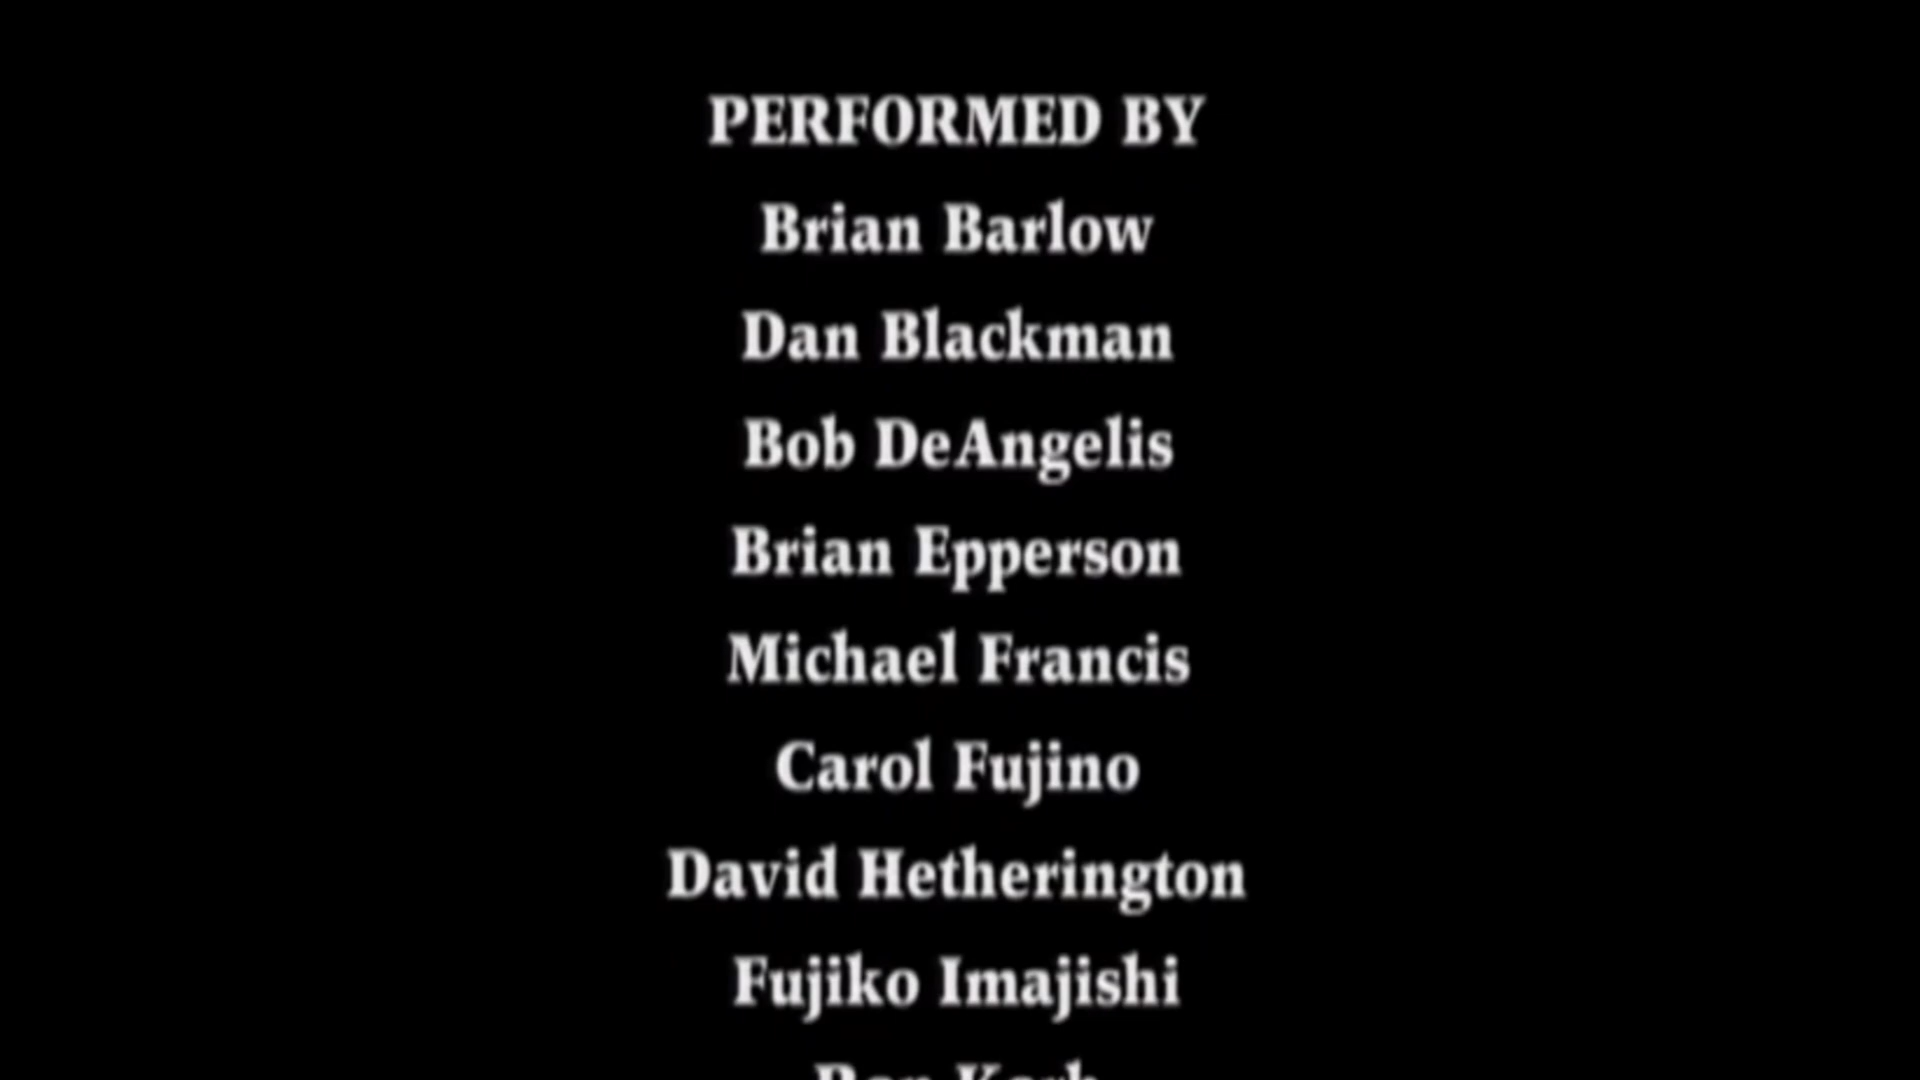 PERFORMED BY
Brian Barlow
Dan Blackman
Bob DeAngelis
Brian Epperson
Michael Francis
Carol Fujino
David Hetherington
Fujiko Imajishi